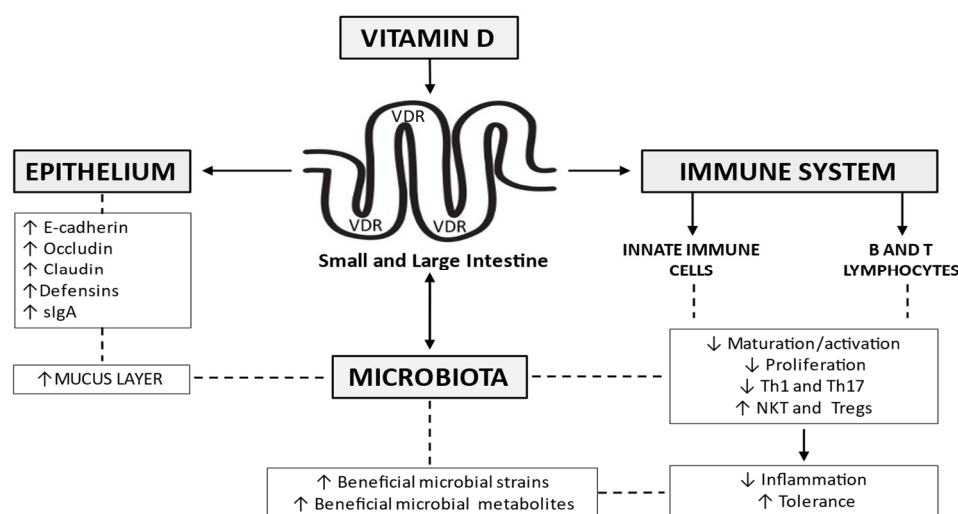 VITAMIN D
VDR
EPITHELIUM
IMMUNE SYSTEM
VDR
VDR
Small and Large Intestine
↑ E-cadherin
↑ Occludin
↑ Claudin
↑Defensins
↑ sIgA
INNATE IMMUNE
CELLS
B AND T
LYMPHOCYTES
↑MUCUS LAYER
MICROBIOTA
↓ Maturation/activation
↓ Proliferation
↓ Th1 and Th17
↑ NKT and Tregs
↑ Beneficial microbial strains
↑ Beneficial microbial metabolites
↓ Inflammation
↑ Tolerance